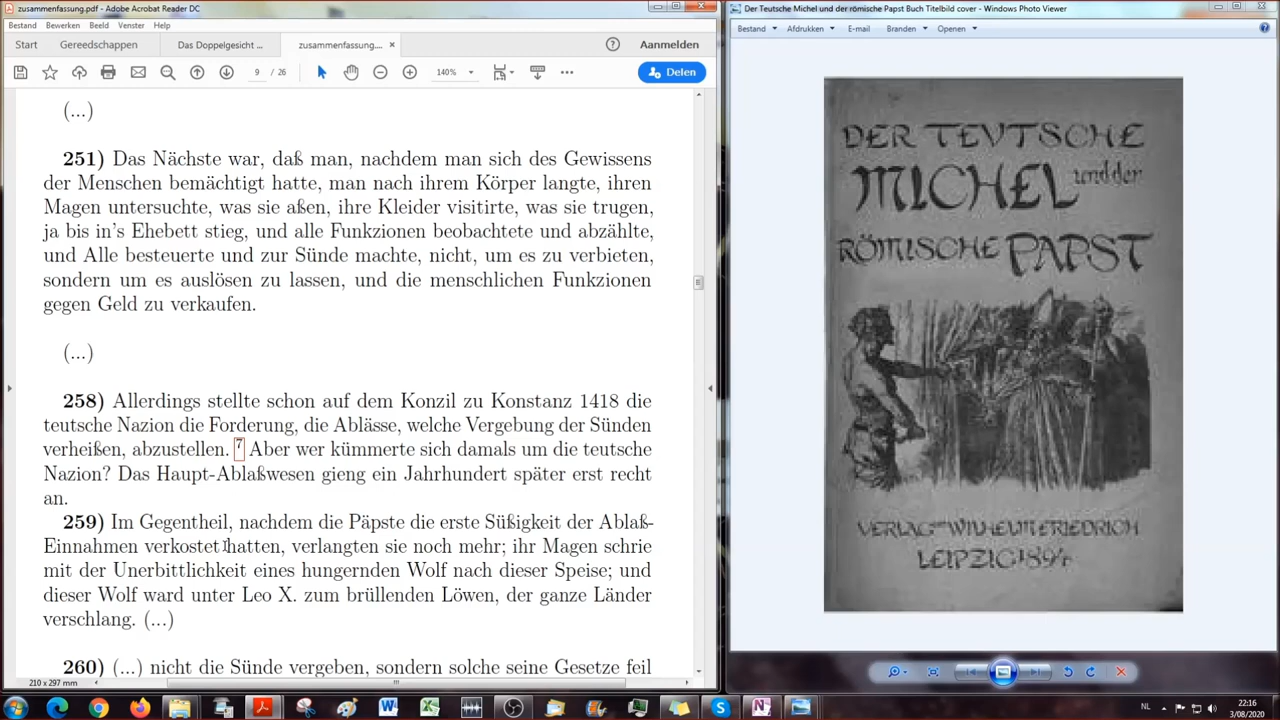 zusammenfassung.pdf - Adobe Acrobat Reader DC
Bestand Bewerken Beeld Venster Help
Start Gereedschappen Das Doppelgesicht ... zusammenfassung.... × Anmelden
9 / 26 140% Delen
(...)
251) Das Nächste war, daß man, nachdem man sich des Gewissens
der Menschen bemächtigt hatte, man nach ihrem Körper langte, ihren
Magen untersuchte, was sie aßen, ihre Kleider visitirte, was sie trugen,
ja bis in's Ehebett stieg, und alle Funkzionen beobachtete und abzählte,
und Alle besteuerte und zur Sünde machte, nicht, um es zu verbieten,
sondern um es auslösen zu lassen, und die menschlichen Funkzionen
gegen Geld zu verkaufen.
(...)
258) Allerdings stellte schon auf dem Konzil zu Konstanz 1418 die
teutsche Nazion die Forderung, die Ablässe, welche Vergebung der Sünden
verheißen, abzustellen. 7 Aber wer kümmerte sich damals um die teutsche
Nazion? Das Haupt-Ablaßwesen gieng ein Jahrhundert später erst recht
an.
259) Im Gegentheil, nachdem die Päpste die erste Süßigkeit der Ablaß-
Einnahmen verkostet hatten, verlangten sie noch mehr; ihr Magen schrie
mit der Unerbittlichkeit eines hungernden Wolf nach dieser Speise; und
dieser Wolf ward unter Leo X. zum brüllenden Löwen, der ganze Länder
verschlang. (...)
260) (...) nicht die Sünde vergeben, sondern solche seine Gesetze feil
210 x 297 mm
Der Teutsche Michel und der römische Papst Buch Titelbild cover - Windows Photo Viewer
Bestand Afdrukken E-mail Branden Openen
DER TEVTSCHE
MICHEL und der
RÖMISCHE PAPST
VERLAG VON WILHELM FRIEDRICH
LEIPZIG 1894
NL
22:16
3/08/2020